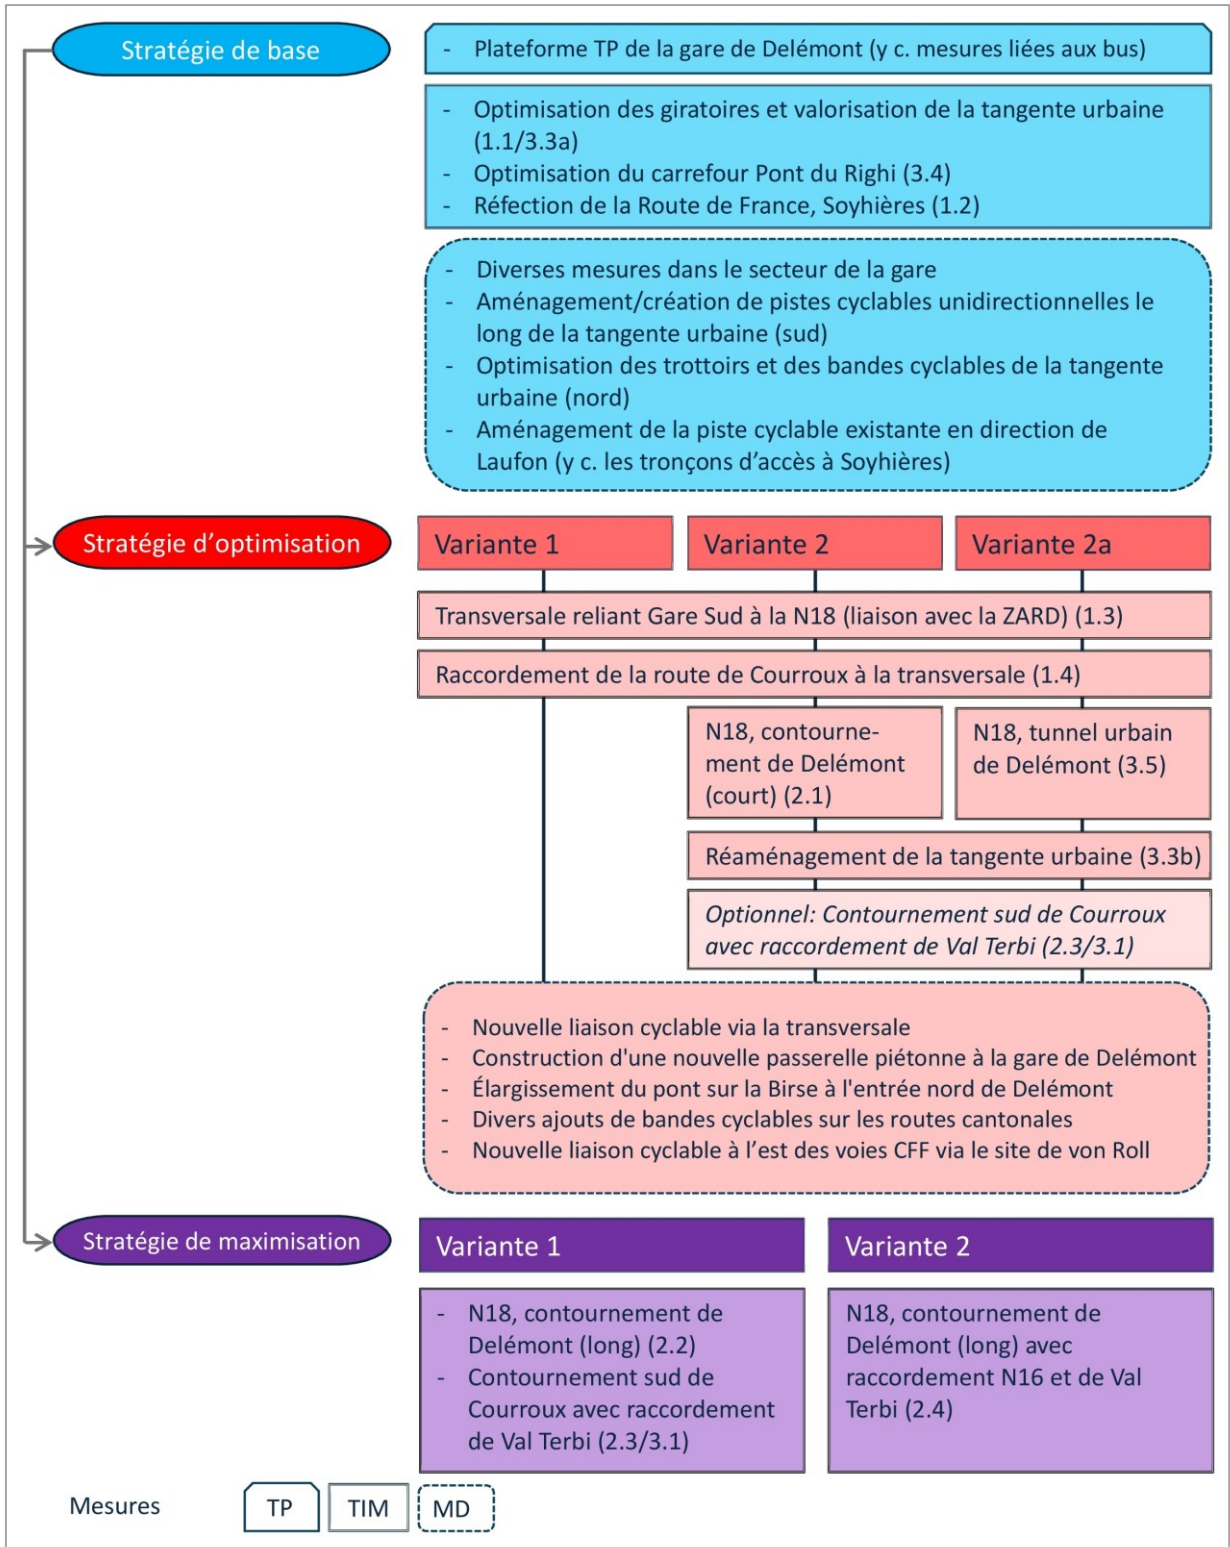 Stratégie de base
- Plateforme TP de la gare de Delémont (y c. mesures liées aux bus)
- Optimisation des giratoires et valorisation de la tangente urbaine
(1.1/3.3a)
- Optimisation du carrefour Pont du Righi (3.4)
- Réfection de la Route de France, Soyhières (1.2)
- Diverses mesures dans le secteur de la gare
- Aménagement/création de pistes cyclables unidirectionnelles le
long de la tangente urbaine (sud)
- Optimisation des trottoirs et des bandes cyclables de la tangente
urbaine (nord)
- Aménagement de la piste cyclable existante en direction de
Laufon (y c. les tronçons d’accès à Soyhières)
Stratégie d’optimisation
Variante 1
Variante 2
Variante 2a
Transversale reliant Gare Sud à la N18 (liaison avec la ZARD) (1.3)
Raccordement de la route de Courroux à la transversale (1.4)
N18, contourne-
ment de Delémont
(court) (2.1)
N18, tunnel urbain
de Delémont (3.5)
Réaménagement de la tangente urbaine (3.3b)
Optionnel: Contournement sud de Courroux
avec raccordement de Val Terbi (2.3/3.1)
- Nouvelle liaison cyclable via la transversale
- Construction d'une nouvelle passerelle piétonne à la gare de Delémont
- Élargissement du pont sur la Birse à l'entrée nord de Delémont
- Divers ajouts de bandes cyclables sur les routes cantonales
- Nouvelle liaison cyclable à l’est des voies CFF via le site de von Roll
Stratégie de maximisation
Variante 1
Variante 2
- N18, contournement de
Delémont (long) (2.2)
- Contournement sud de
Courroux avec raccordement
de Val Terbi (2.3/3.1)
N18, contournement de
Delémont (long) avec
raccordement N16 et de Val
Terbi (2.4)
Mesures
TP
TIM
MD